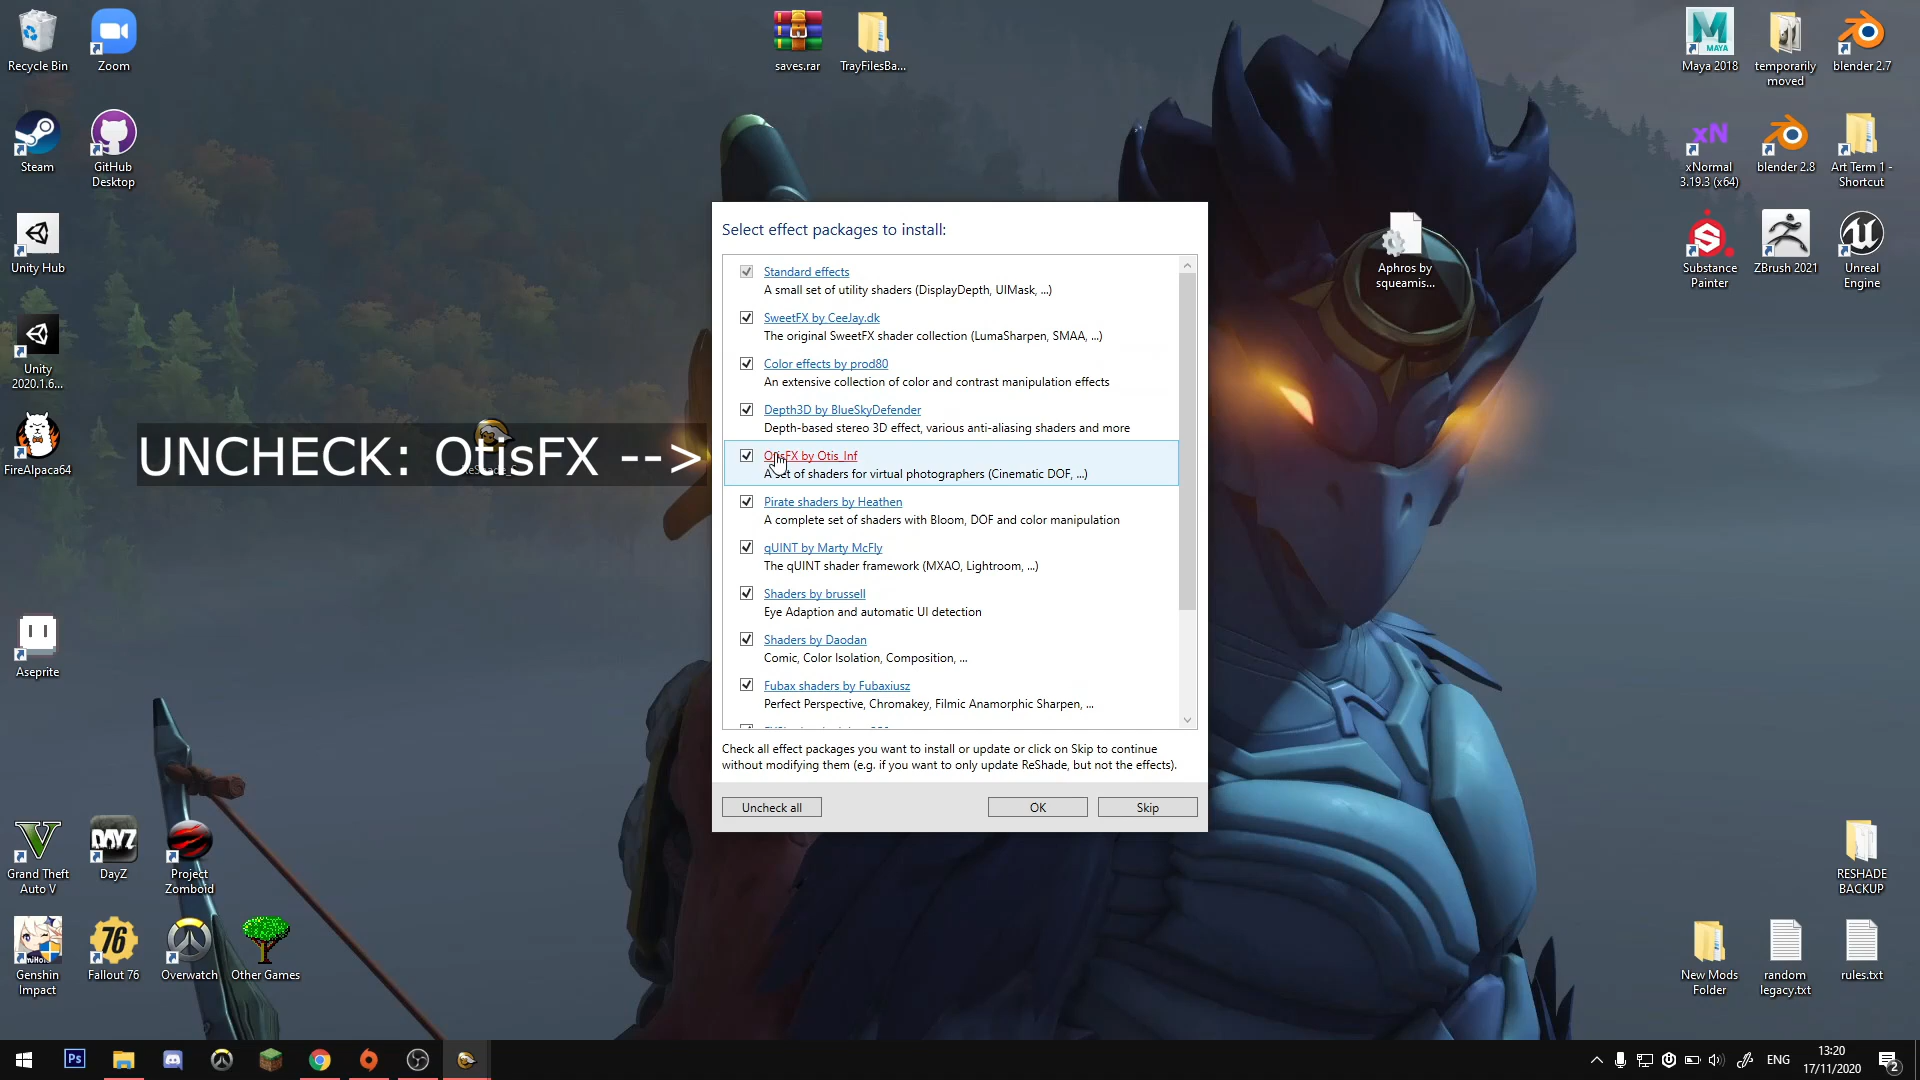 Recycle Bin
Zoom
saves.rar
TrayFilesBa...
Maya 2018
temporarily
moved
blender 2.7
Steam
GitHub
Desktop
xNormal
3.19.3 (x64)
blender 2.8
Art Term 1 -
Shortcut
Unity Hub
Aphros by
squeamis...
Substance
Painter
ZBrush 2021
Unreal
Engine
Unity
2020.1.6...
FireAlpaca64
UNCHECK: OtisFX -->
Select effect packages to install:
Standard effects
A small set of utility shaders (DisplayDepth, UIMask, ...)
SweetFX by CeeJay.dk
The original SweetFX shader collection (LumaSharpen, SMAA, ...)
Color effects by prod80
An extensive collection of color and contrast manipulation effects
Depth3D by BlueSkyDefender
Depth-based stereo 3D effect, various anti-aliasing shaders and more
OtisFX by Otis_Inf
A set of shaders for virtual photographers (Cinematic DOF, ...)
Pirate shaders by Heathen
A complete set of shaders with Bloom, DOF and color manipulation
qUINT by Marty McFly
The qUINT shader framework (MXAO, Lightroom, ...)
Shaders by brussell
Eye Adaption and automatic UI detection
Shaders by Daodan
Comic, Color Isolation, Composition, ...
Fubax shaders by Fubaxiusz
Perfect Perspective, Chromakey, Filmic Anamorphic Sharpen, ...
Check all effect packages you want to install or update or click on Skip to continue
without modifying them (e.g. if you want to only update ReShade, but not the effects).
Uncheck all
OK
Skip
Aseprite
Grand Theft
Auto V
DAYZ
DayZ
Project
Zomboid
RESHADE
BACKUP
Genshin
Impact
76
Fallout 76
Overwatch
Other Games
New Mods
Folder
random
legacy.txt
rules.txt
Ps
ENG
13:20
17/11/2020
2
MAYA
xN